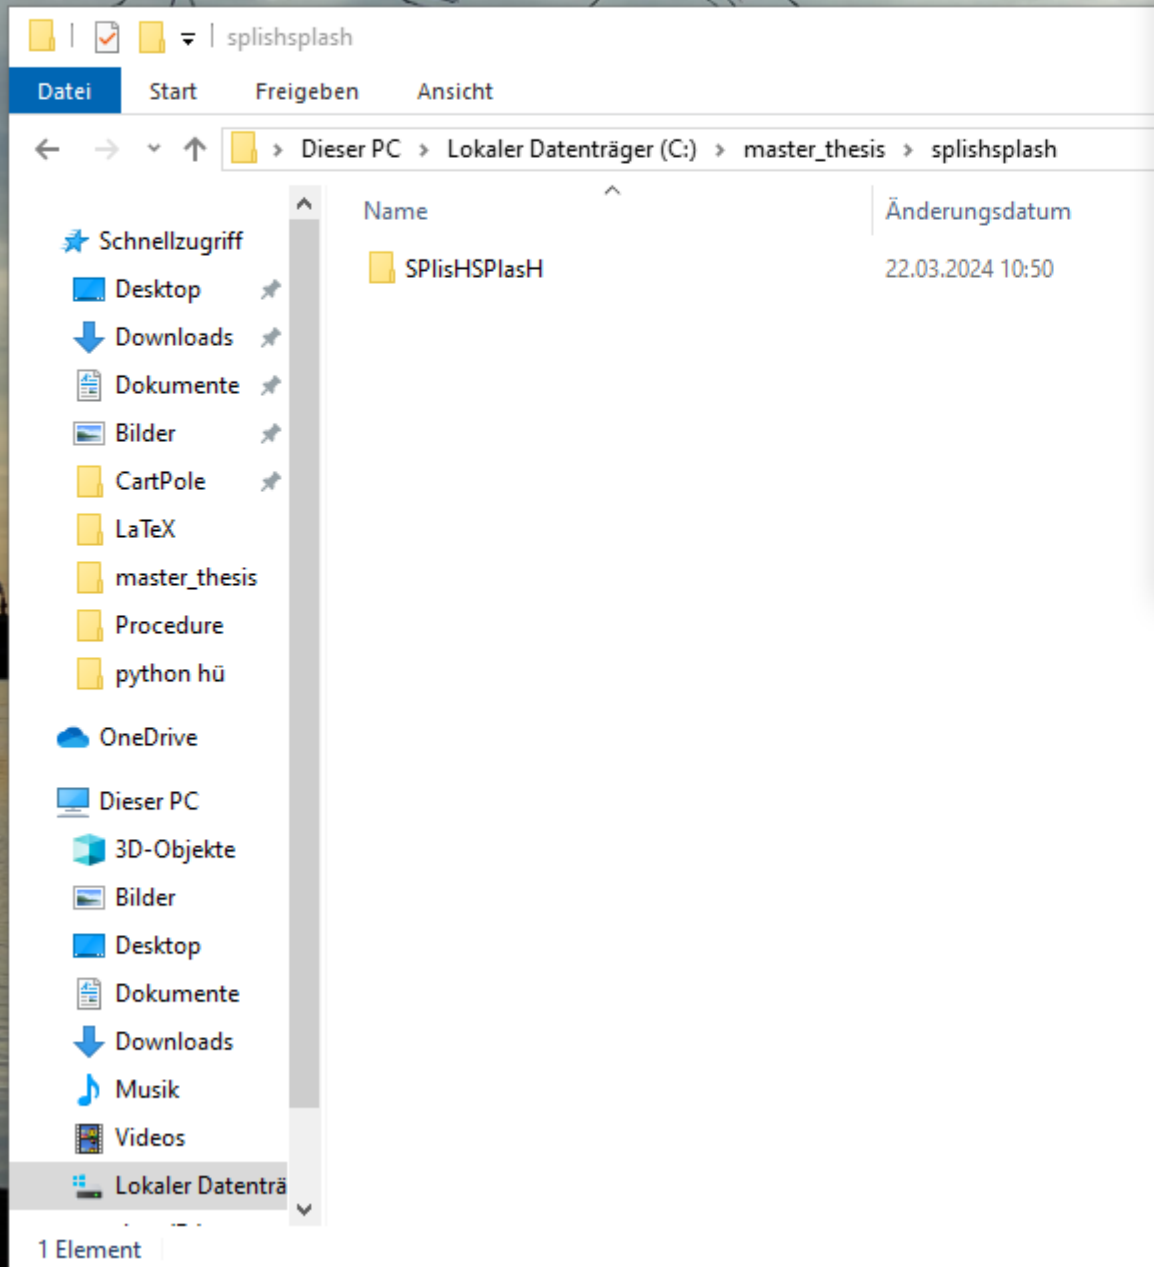 splishsplash
Datei Start Freigeben Ansicht
Dieser PC Lokaler Datenträger (C:) master_thesis splishsplash
Name Änderungsdatum
SPlisHSPlasH 22.03.2024 10:50
Schnellzugriff
Desktop
Downloads
Dokumente
Bilder
CartPole
LaTeX
master_thesis
Procedure
python hü
OneDrive
Dieser PC
3D-Objekte
Bilder
Desktop
Dokumente
Downloads
Musik
Videos
Lokaler Datenträ
1 Element